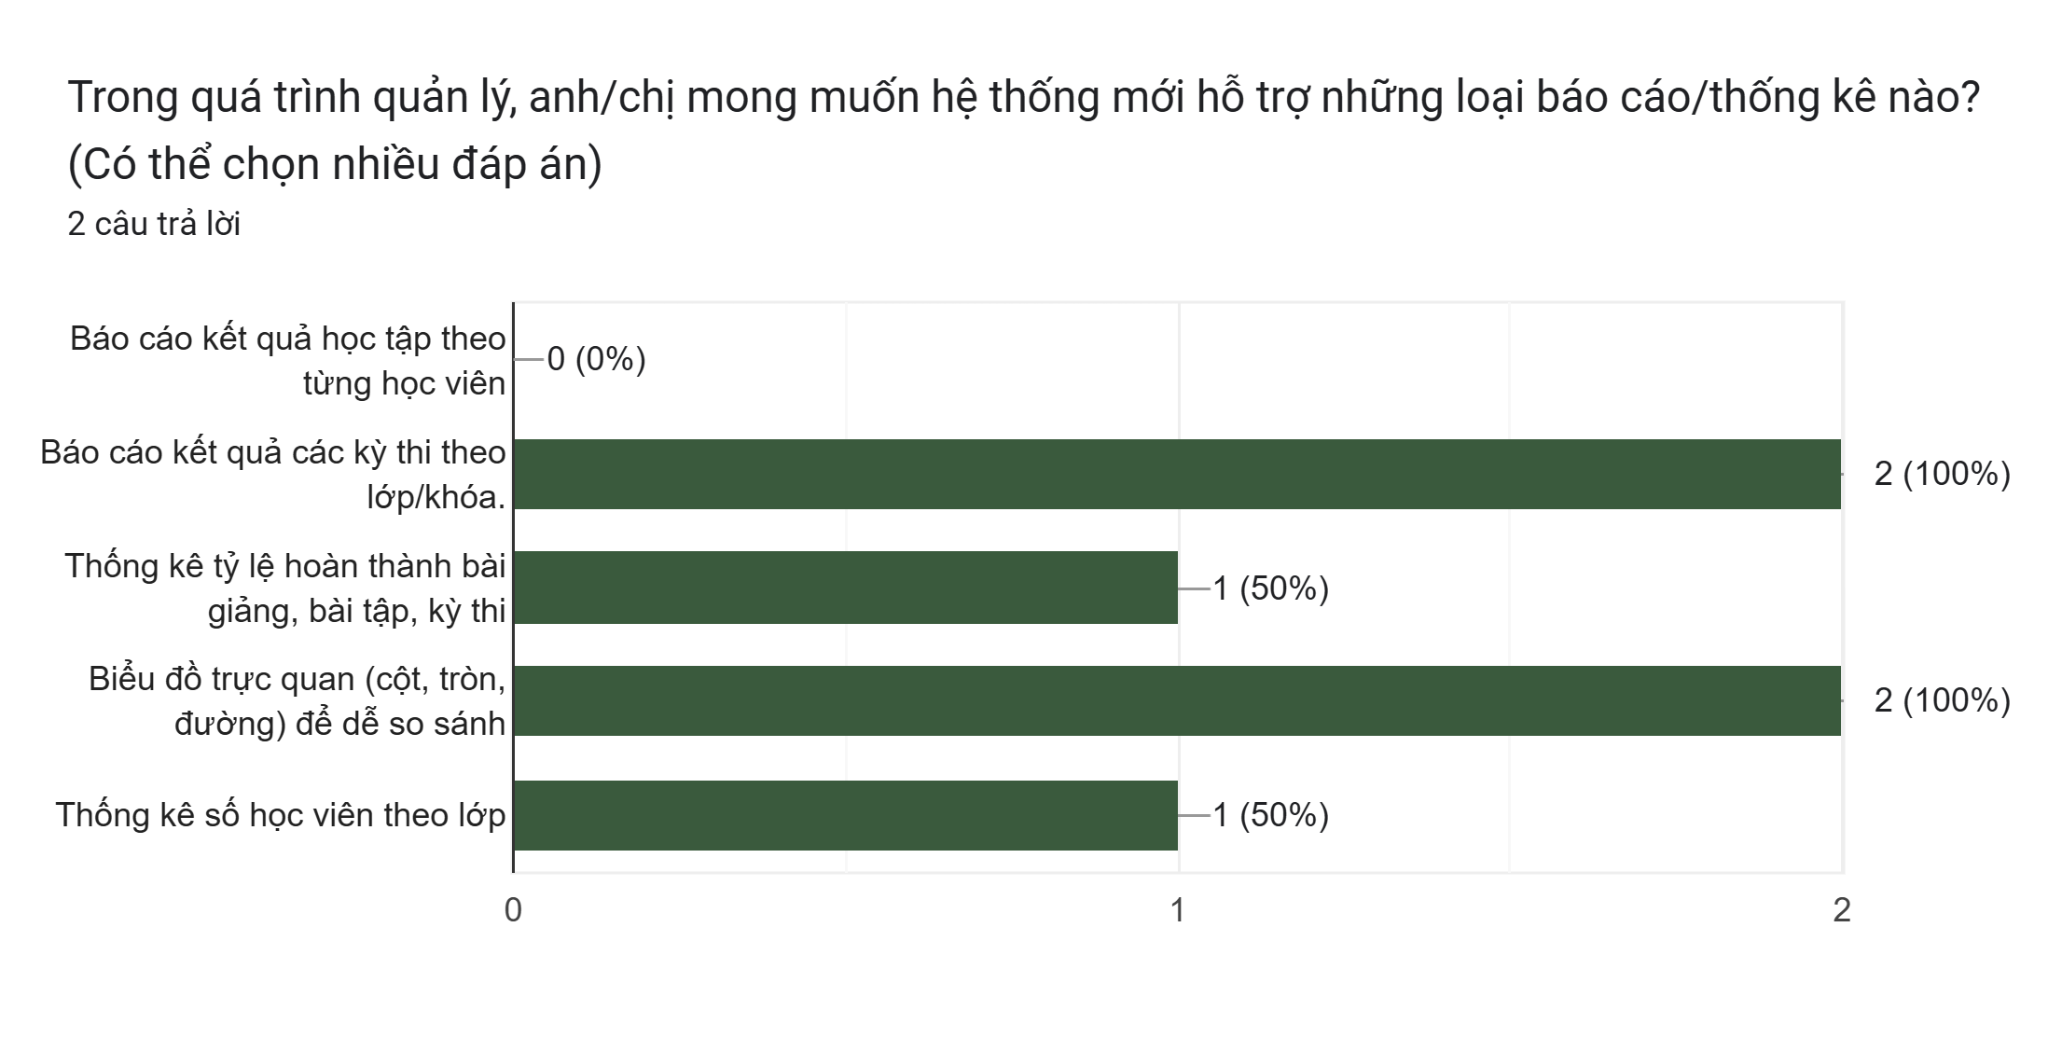 Trong quá trình quản lý, anh/chị mong muốn hệ thống mới hỗ trợ những loại báo cáo/thống kê nào?
(Có thể chọn nhiều đáp án)
2 câu trả lời
Báo cáo kết quả học tập theo
từng học viên
0 (0%)
Báo cáo kết quả các kỳ thi theo
lớp/khóa.
2 (100%)
Thống kê tỷ lệ hoàn thành bài
giảng, bài tập, kỳ thi
1 (50%)
Biểu đồ trực quan (cột, tròn,
đường) để dễ so sánh
2 (100%)
Thống kê số học viên theo lớp
1 (50%)
0
1
2